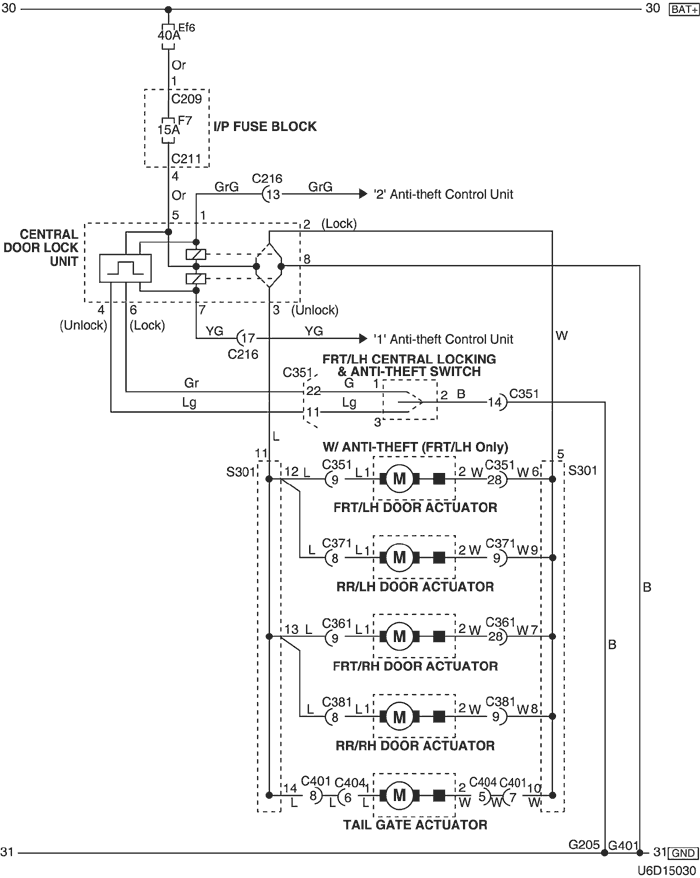 30 30 BAT+
Ef6
40A
Or
1
C209
F7
15A I/P FUSE BLOCK
C211
4
C216
GrG 13 GrG '2' Anti-theft Control Unit
Or
5 1 2 (Lock)
CENTRAL
DOOR LOCK
UNIT
8
4 6 7 3 (Unlock)
(Unlock) (Lock)
YG 17 YG '1' Anti-theft Control Unit
C216
W
FRT/LH CENTRAL LOCKING
& ANTI-THEFT SWITCH
C351
Gr 22 G 1
2 B 14 C351
Lg 11 Lg
3
L
W/ ANTI-THEFT (FRT/LH Only)
11 5
S301 12 L C351 9 L 1 M 2 W C351 28 W 6 S301
FRT/LH DOOR ACTUATOR
L C371 8 L 1 M 2 W C371 9 W 9
RR/LH DOOR ACTUATOR
B
13 L C361 9 L 1 M 2 W C361 28 W 7
B
FRT/RH DOOR ACTUATOR
L C381 8 L 1 M 2 W C381 9 W 8
RR/RH DOOR ACTUATOR
14 L C401 8 L C404 6 1 L M 2 W C404 5 W C401 7 10 W
TAIL GATE ACTUATOR
G205 G401
31 31 GND
U6D15030